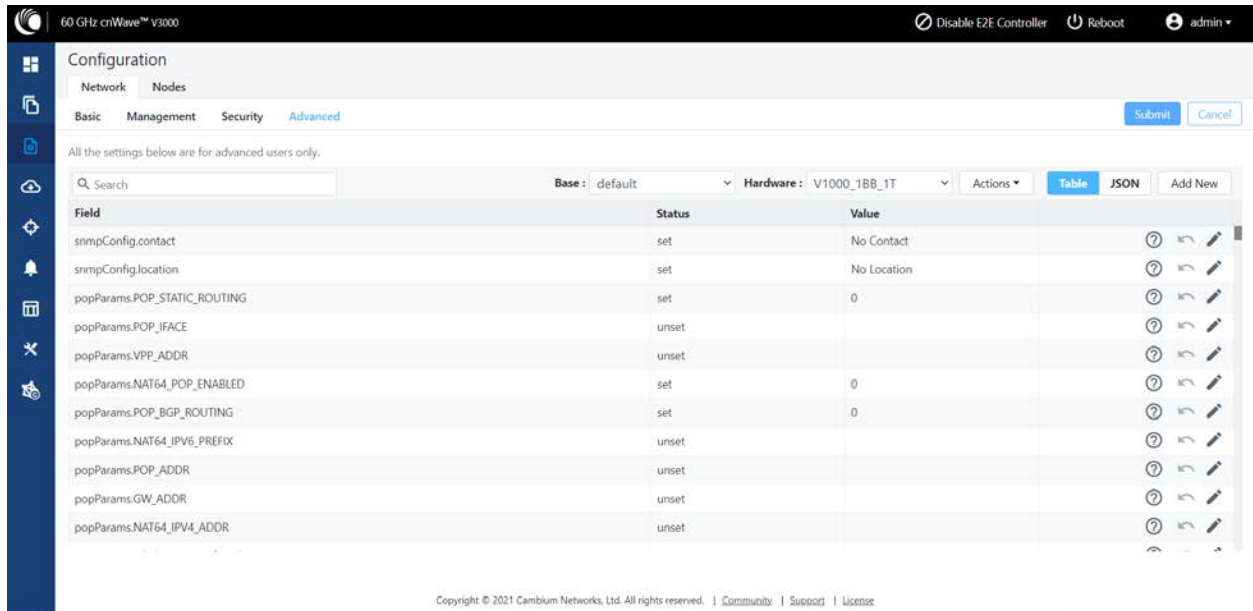 60 GHz cnWave™ V3000 Disable E2E Controller Reboot admin
Configuration
Network Nodes
Basic Management Security Advanced Submit Cancel
All the settings below are for advanced users only.
Search Base : default Hardware : V1000_1BB_1T Actions Table JSON Add New
Field Status Value
snmpConfig.contact set No Contact
snmpConfig.location set No Location
popParams.POP_STATIC_ROUTING set 0
popParams.POP_IFACE unset
popParams.VPP_ADDR unset
popParams.NAT64_POP_ENABLED set 0
popParams.POP_BGP_ROUTING set 0
popParams.NAT64_IPV6_PREFIX unset
popParams.POP_ADDR unset
popParams.GW_ADDR unset
popParams.NAT64_IPV4_ADDR unset
Copyright © 2021 Cambium Networks, Ltd. All rights reserved. | Community | Support | License